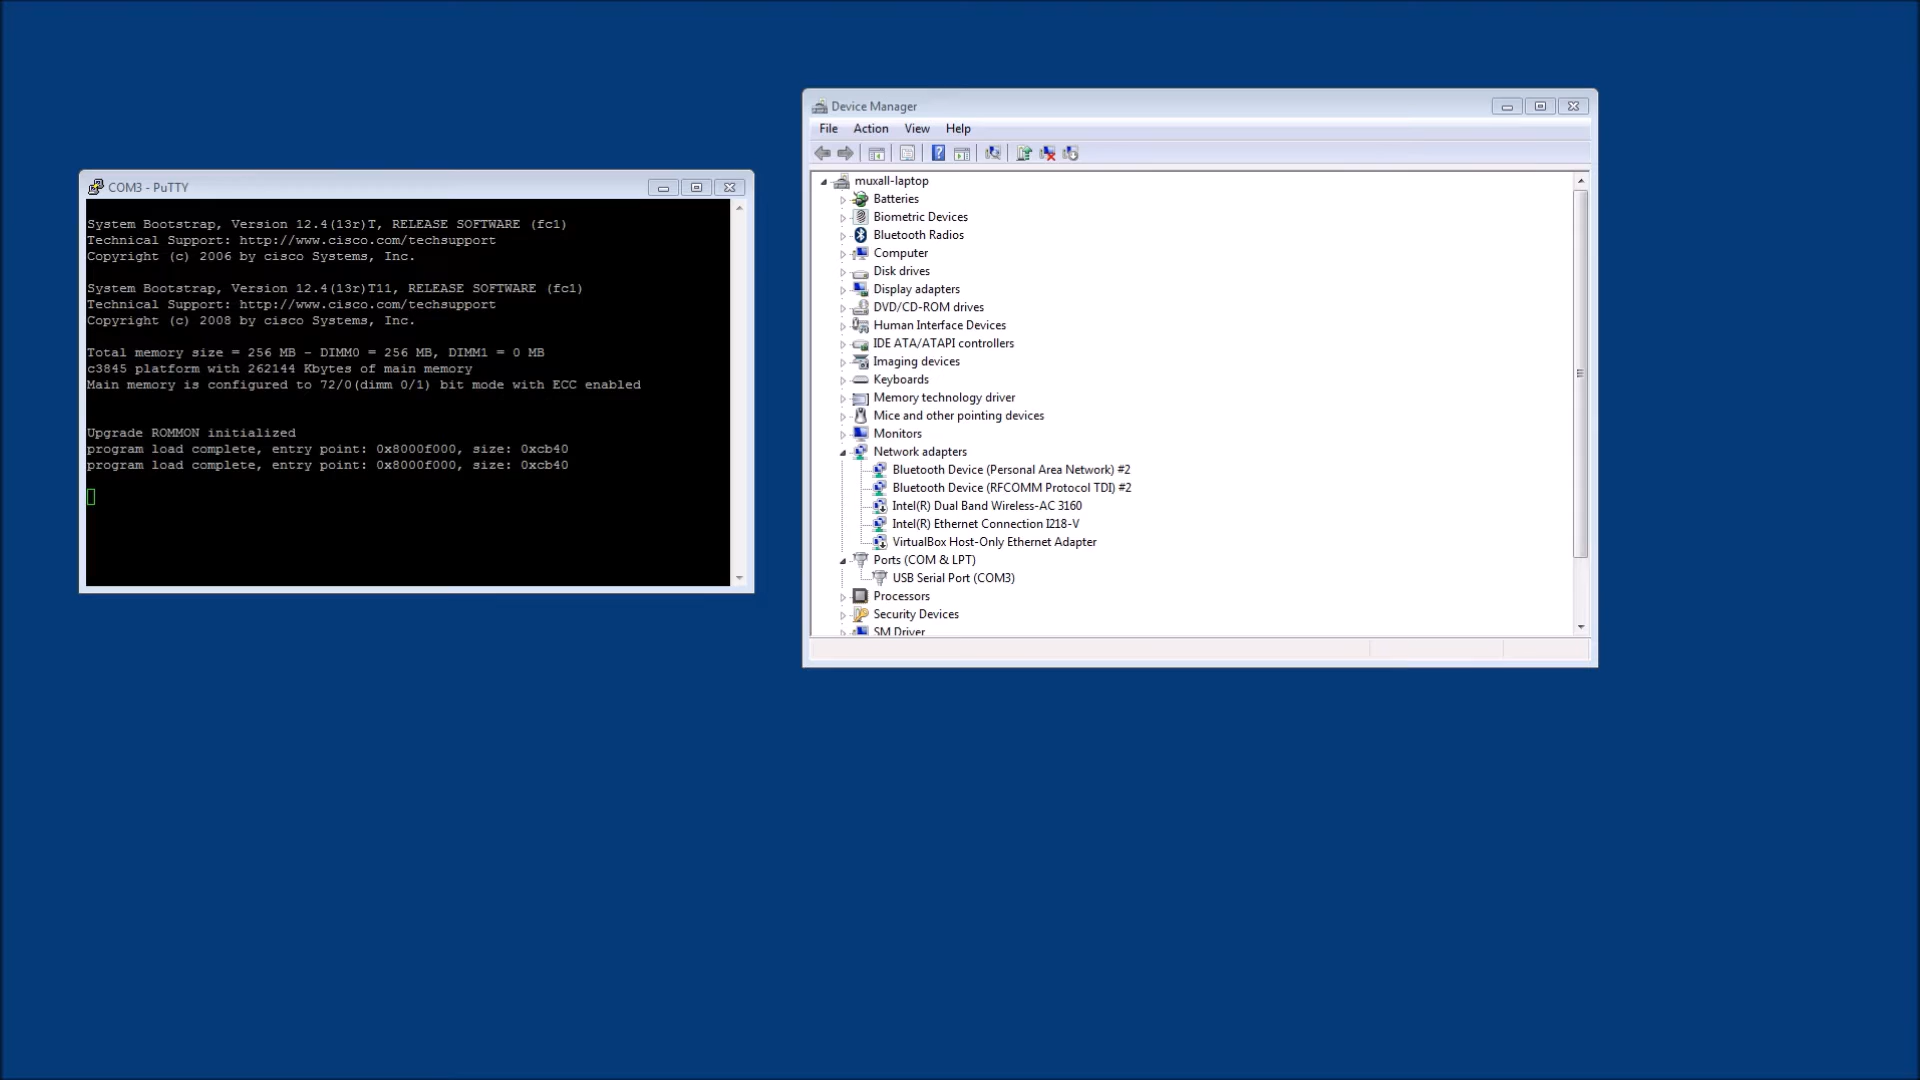 COM3 - PuTTY
System Bootstrap, Version 12.4(13r)T, RELEASE SOFTWARE (fc1)
Technical Support: http://www.cisco.com/techsupport
Copyright (c) 2006 by cisco Systems, Inc.
System Bootstrap, Version 12.4(13r)T11, RELEASE SOFTWARE (fc1)
Technical Support: http://www.cisco.com/techsupport
Copyright (c) 2008 by cisco Systems, Inc.
Total memory size = 256 MB - DIMM0 = 256 MB, DIMM1 = 0 MB
c3845 platform with 262144 Kbytes of main memory
Main memory is configured to 72/0(dimm 0/1) bit mode with ECC enabled
Upgrade ROMMON initialized
program load complete, entry point: 0x8000f000, size: 0xcb40
program load complete, entry point: 0x8000f000, size: 0xcb40
Device Manager
File Action View Help
muxall-laptop
Batteries
Biometric Devices
Bluetooth Radios
Computer
Disk drives
Display adapters
DVD/CD-ROM drives
Human Interface Devices
IDE ATA/ATAPI controllers
Imaging devices
Keyboards
Memory technology driver
Mice and other pointing devices
Monitors
Network adapters
Bluetooth Device (Personal Area Network) #2
Bluetooth Device (RFCOMM Protocol TDI) #2
Intel(R) Dual Band Wireless-AC 3160
Intel(R) Ethernet Connection I218-V
VirtualBox Host-Only Ethernet Adapter
Ports (COM & LPT)
USB Serial Port (COM3)
Processors
Security Devices
SM Driver